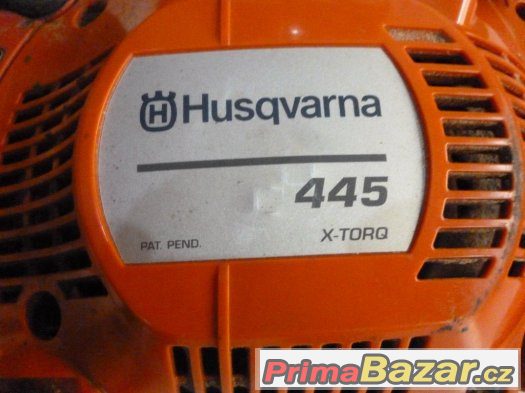 Husqvarna
445
PAT. PEND. X-TORQ
PrimaBazar.cz